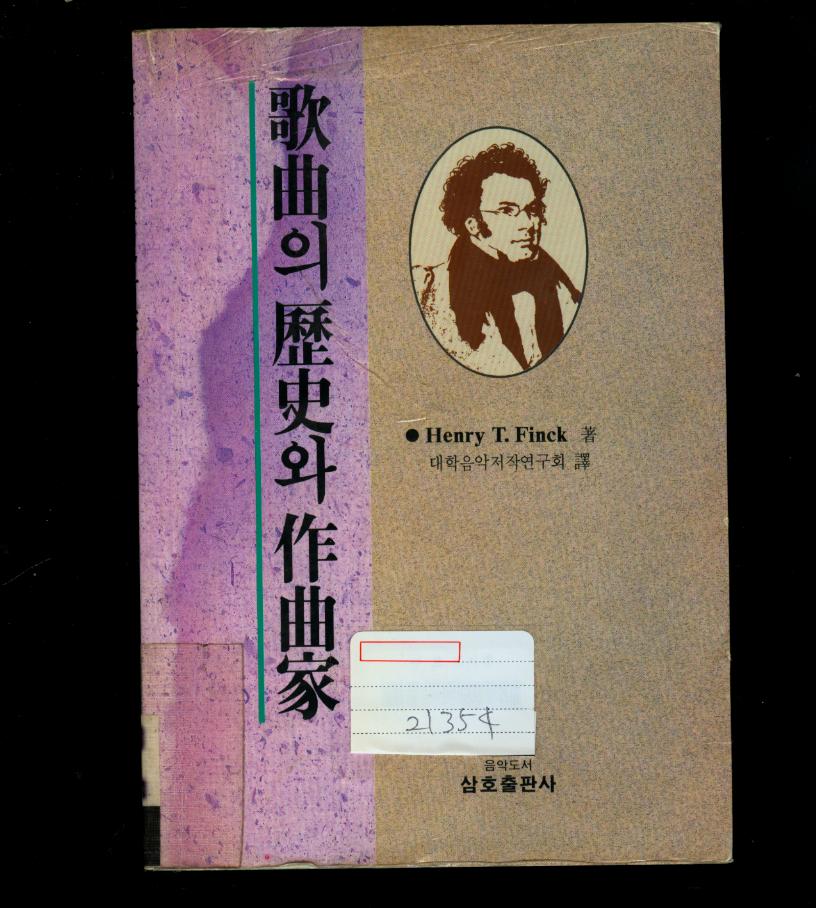 歌曲의 歷史와 作曲家
● Henry T. Finck 著
대학음악저작연구회 譯
21354
음악도서
삼호출판사